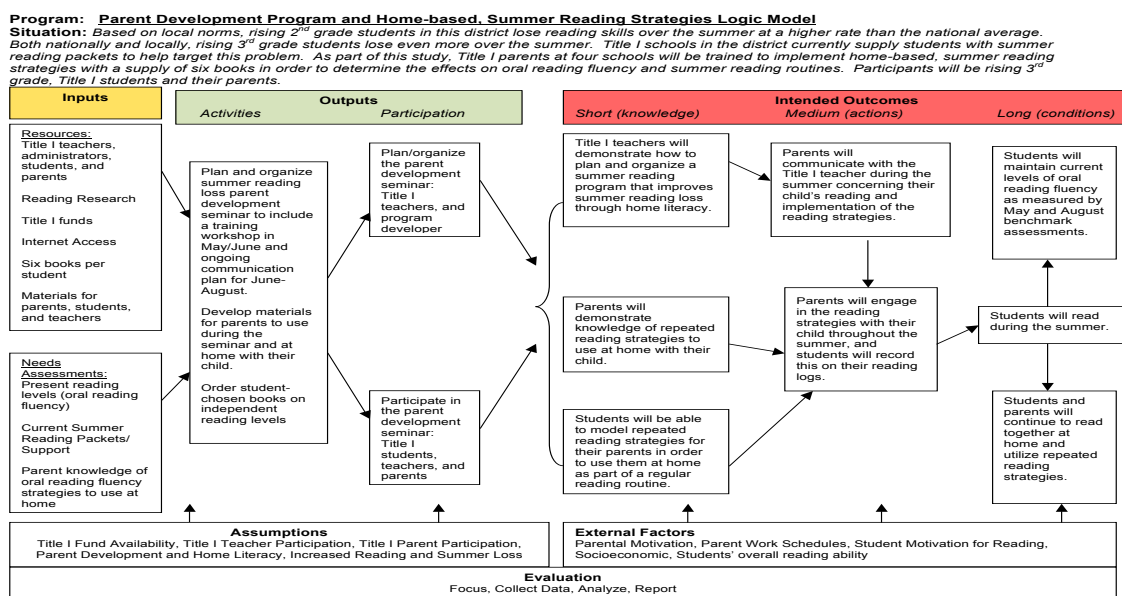 Program: Parent Development Program and Home-based, Summer Reading Strategies Logic Model
Situation: Based on local norms, rising 2nd grade students in this district lose reading skills over the summer at a higher rate than the national average.
Both nationally and locally, rising 3rd grade students lose even more over the summer. Title I schools in the district currently supply students with summer
reading packets to help target this problem. As part of this study, Title I parents at four schools will be trained to implement home-based, summer reading
strategies with a supply of six books in order to determine the effects on oral reading fluency and summer reading routines. Participants will be rising 3rd
grade, Title I students and their parents.
Inputs
Resources:
Title I teachers,
administrators,
students, and
parents
Reading Research
Title I funds
Internet Access
Six books per
student
Materials for
parents, students,
and teachers
Needs
Assessments:
Present reading
levels (oral reading
fluency)
Current Summer
Reading Packets/
Support
Parent knowledge of
oral reading fluency
strategies to use at
home
Outputs
Activities
Participation
Plan and organize
summer reading
loss parent
development
seminar to include
a training
workshop in
May/June and
ongoing
communication
plan for June-
August.
Develop materials
for parents to use
during the
seminar and at
home with their
child.
Order student-
chosen books on
independent
reading levels
Plan/organize
the parent
development
seminar:
Title I
teachers, and
program
developer
Participate in
the parent
development
seminar:
Title I
students,
teachers, and
parents
Intended Outcomes
Short (knowledge)
Medium (actions)
Long (conditions)
Title I teachers will
demonstrate how to
plan and organize a
summer reading
program that improves
summer reading loss
through home literacy.
Parents will
demonstrate
knowledge of repeated
reading strategies to
use at home with their
child.
Students will be able
to model repeated
reading strategies for
their parents in order
to use them at home
as part of a regular
reading routine.
Parents will
communicate with the
Title I teacher during the
summer concerning their
child's reading and
implementation of the
reading strategies.
Parents will engage
in the reading
strategies with their
child throughout the
summer, and
students will record
this on their reading
logs.
Students will
maintain current
levels of oral
reading fluency
as measured by
May and August
benchmark
assessments.
Students will read
during the summer.
Students and
parents will
continue to read
together at
home and
utilize repeated
reading
strategies.
Assumptions
Title I Fund Availability, Title I Teacher Participation, Title I Parent Participation,
Parent Development and Home Literacy, Increased Reading and Summer Loss
External Factors
Parental Motivation, Parent Work Schedules, Student Motivation for Reading,
Socioeconomic, Students' overall reading ability
Evaluation
Focus, Collect Data, Analyze, Report